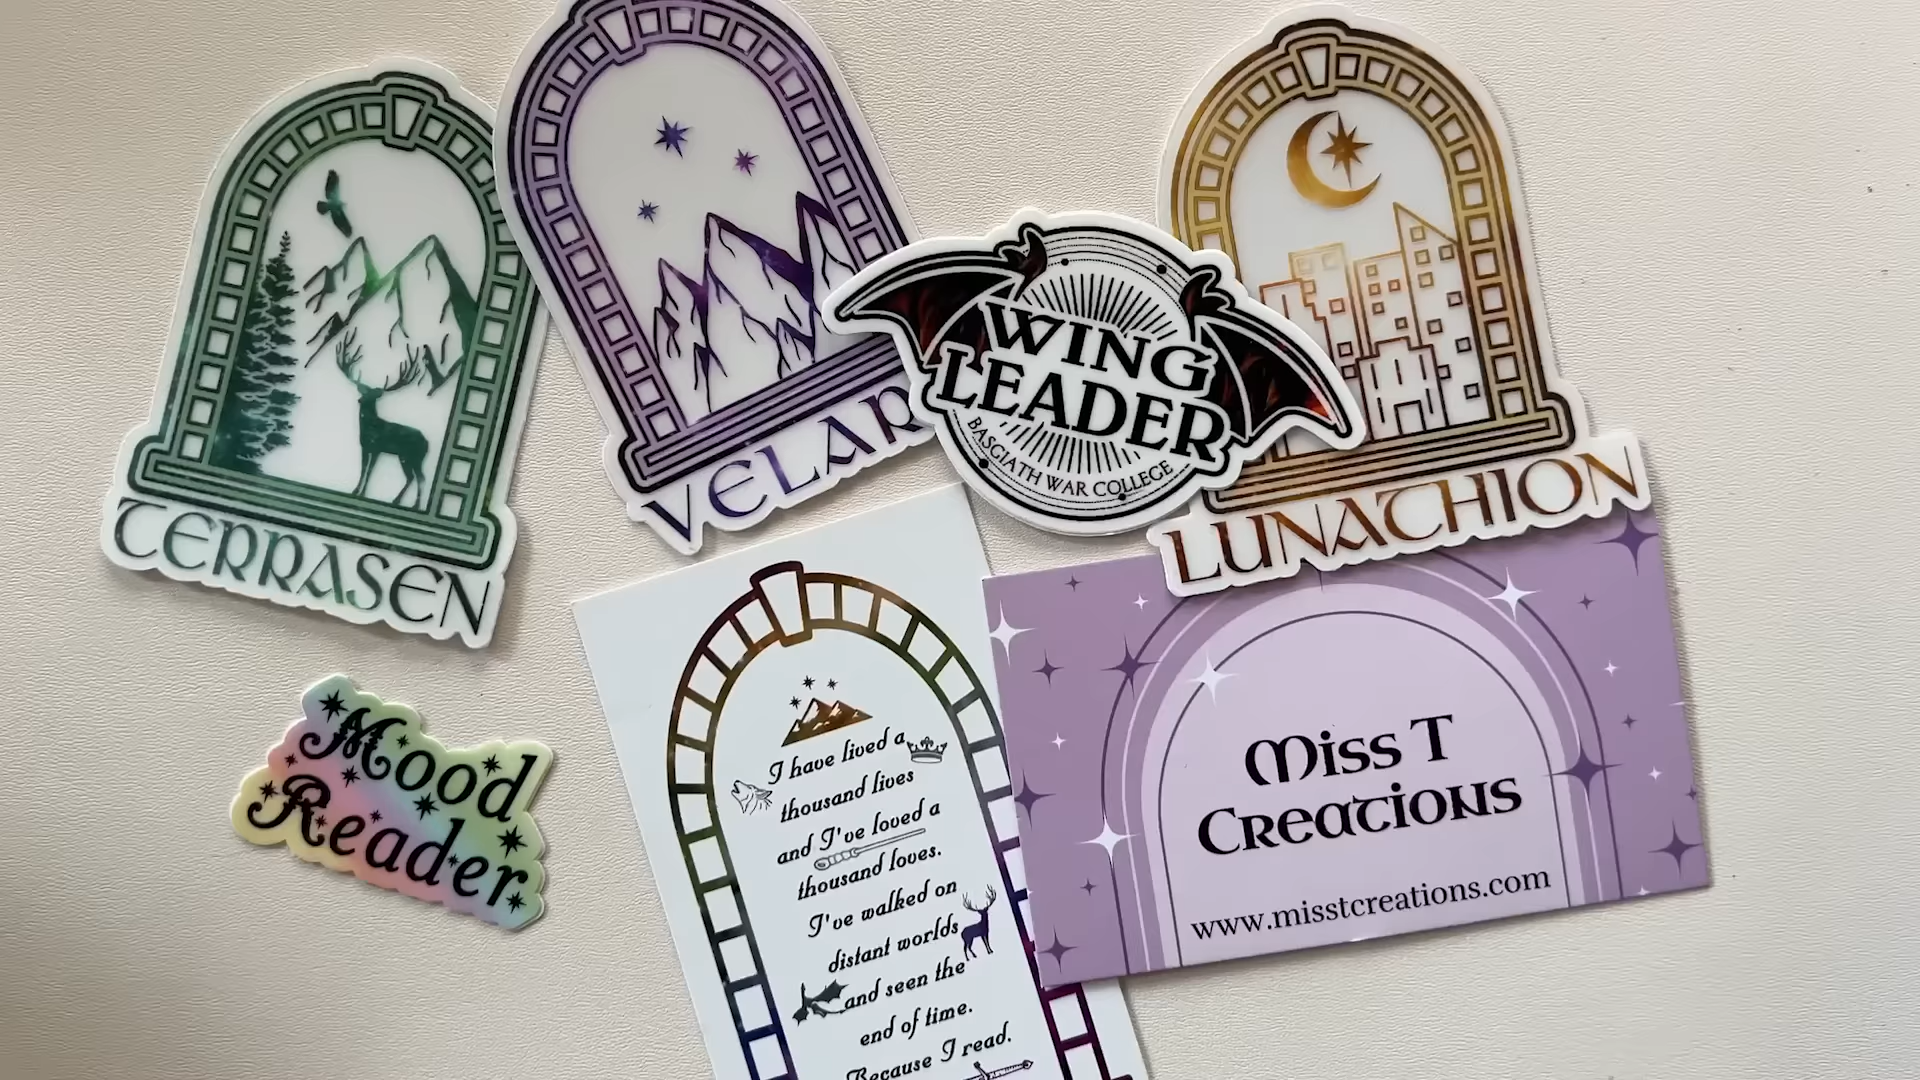 TERRASEN
VELAR
WING
LEADER
BASGIATH WAR COLLEGE
LUNATHION
Mood
Reader
I have lived a
thousand lives
and I've loved a
thousand loves.
I've walked on
distant worlds
and seen the
end of time.
Because I read.
Miss T
Creations
www.misstcreations.com